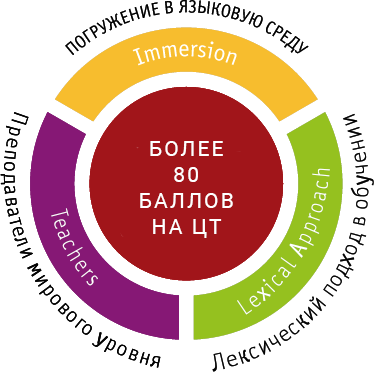 ПОГРУЖЕНИЕ В ЯЗЫКОВУЮ СРЕДУ
Immersion
БОЛЕЕ
80
БАЛЛОВ
НА ЦТ
Teachers
Преподаватели мирового уровня
Lexical Approach
Лексический подход в обучении